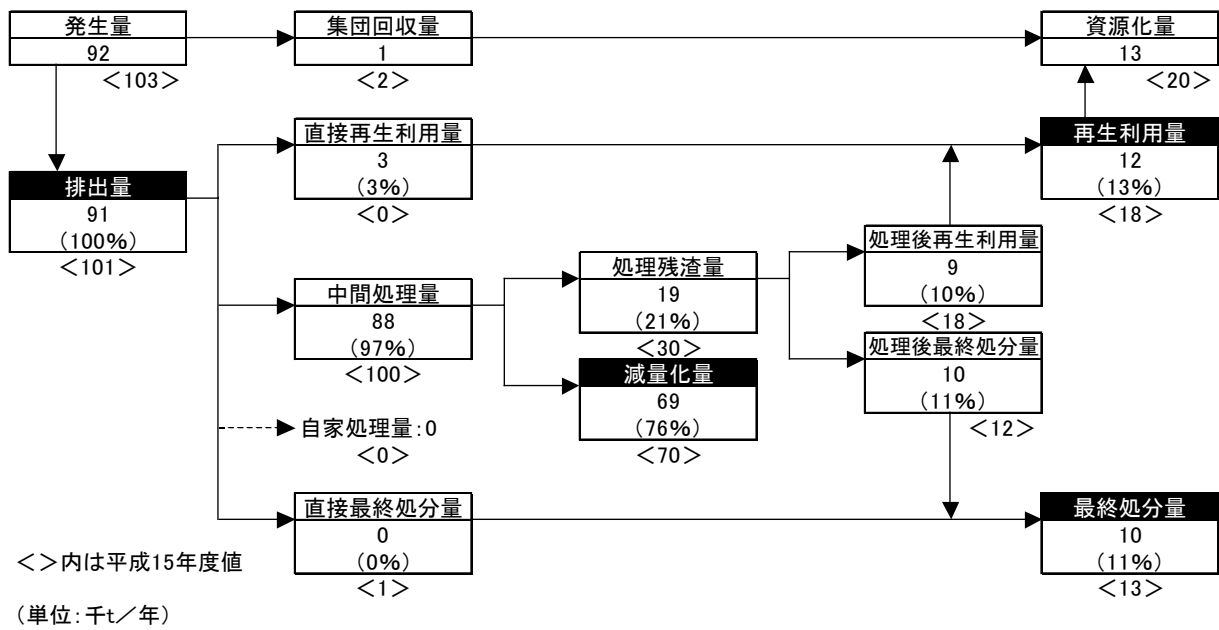 発生量
92
<103>
集団回収量
1
<2>
資源化量
13
<20>
直接再生利用量
3
(3%)
<0>
再生利用量
12
(13%)
<18>
排出量
91
(100%)
<101>
処理後再生利用量
9
(10%)
<18>
処理残渣量
19
(21%)
<30>
中間処理量
88
(97%)
<100>
処理後最終処分量
10
(11%)
<12>
減量化量
69
(76%)
<70>
自家処理量:0
<0>
直接最終処分量
0
(0%)
<1>
最終処分量
10
(11%)
<13>
<>内は平成15年度値
(単位:千t/年)